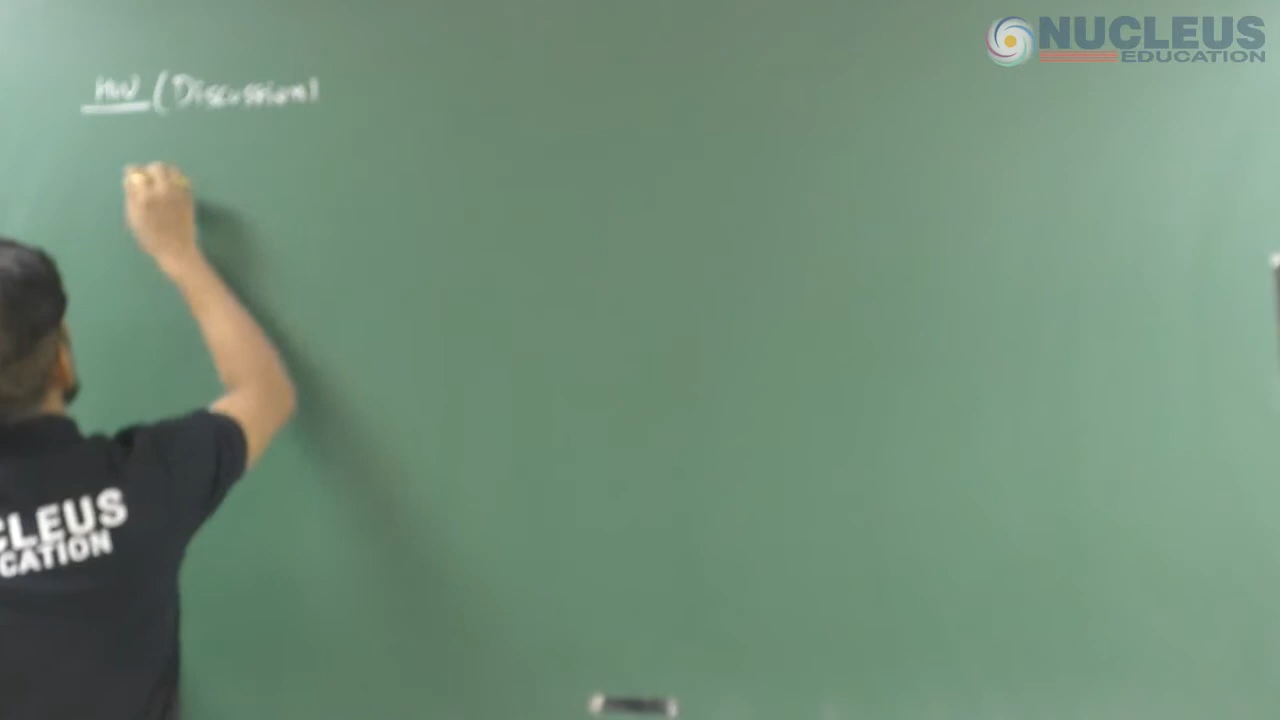 NUCLEUS
EDUCATION
HW (Discussion)
CLEUS
CATION